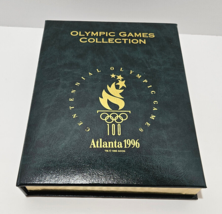 OLYMPIC GAMES
COLLECTION
CENTENNIAL OLYMPIC GAMES
100
Atlanta 1996